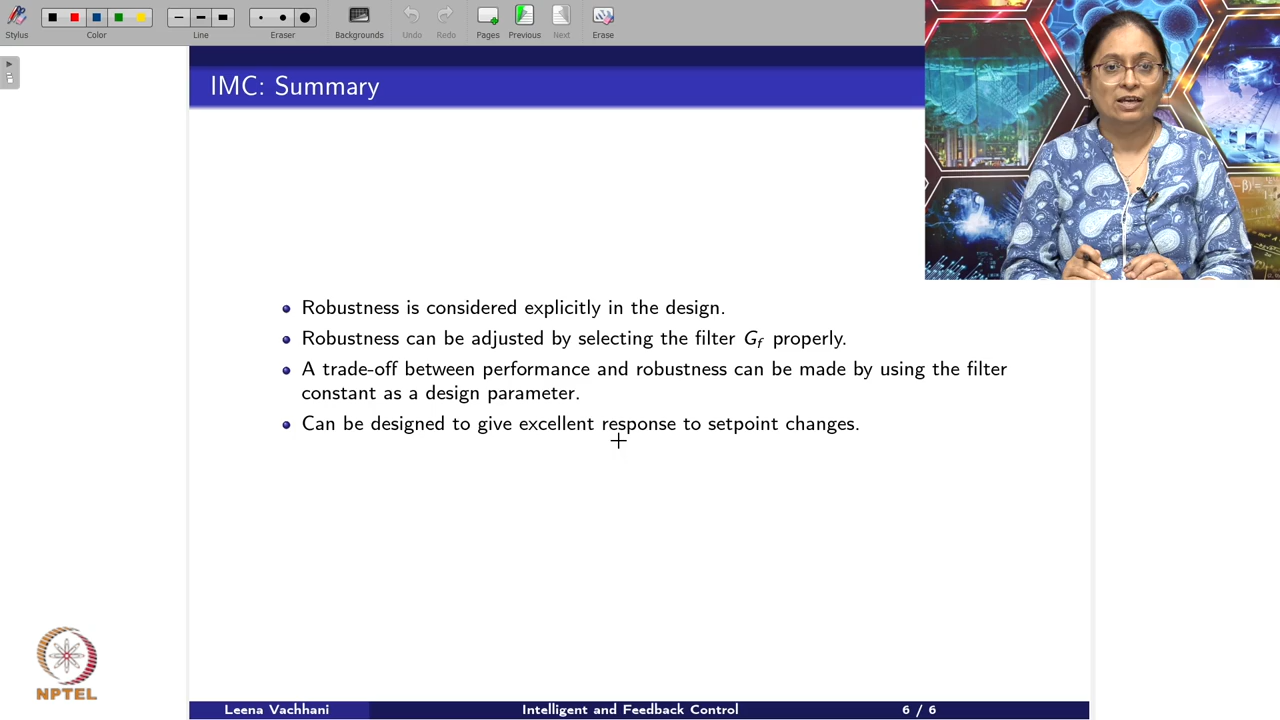 Stylus
Color
Line
Eraser
Backgrounds
Undo
Redo
Pages
Previous
Next
Erase
IMC: Summary
Robustness is considered explicitly in the design.
Robustness can be adjusted by selecting the filter G_f properly.
A trade-off between performance and robustness can be made by using the filter
constant as a design parameter.
Can be designed to give excellent response to setpoint changes.
NPTEL
Leena Vachhani
Intelligent and Feedback Control
6 / 6